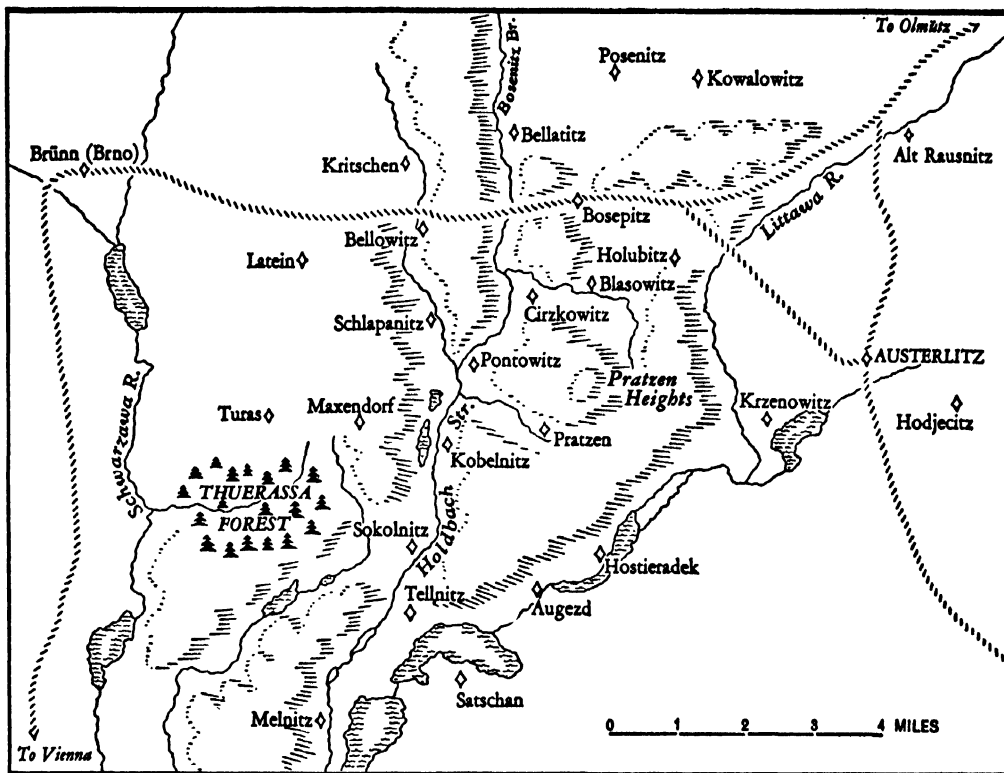 To Olmütz
Posenitz
Kowalowitz
Bosenitz Br.
Bellatitz
Alt Rausnitz
Brünn (Brno)
Kritschen
Bosepitz
Littawa R.
Bellowitz
Latein
Holubitz
Blasowitz
Cirzkowitz
Schlapanitz
Pontowitz
AUSTERLITZ
Pratzen
Heights
Schwarzawa R.
Turas
Maxendorf
Krzenowitz
Hodjecitz
Pratzen
Kobelnitz
THUERASSA
FOREST
Sokolnitz
Holdbach Str.
Hostieradek
Tellnitz
Augezd
Satschan
Melnitz
To Vienna
0 1 2 3 4 MILES